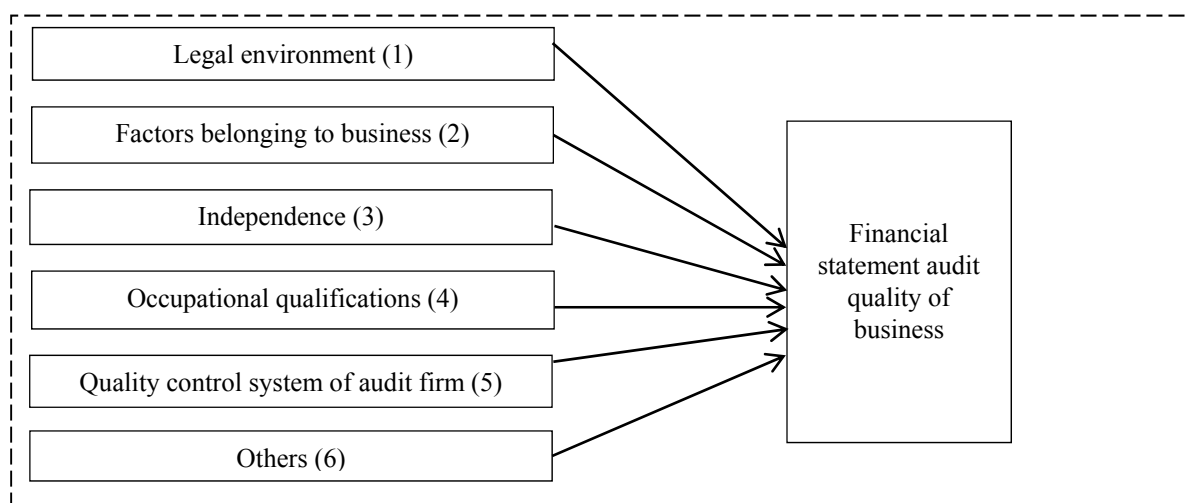 Legal environment (1)
Factors belonging to business (2)
Independence (3)
Occupational qualifications (4)
Quality control system of audit firm (5)
Others (6)
Financial
statement audit
quality of
business